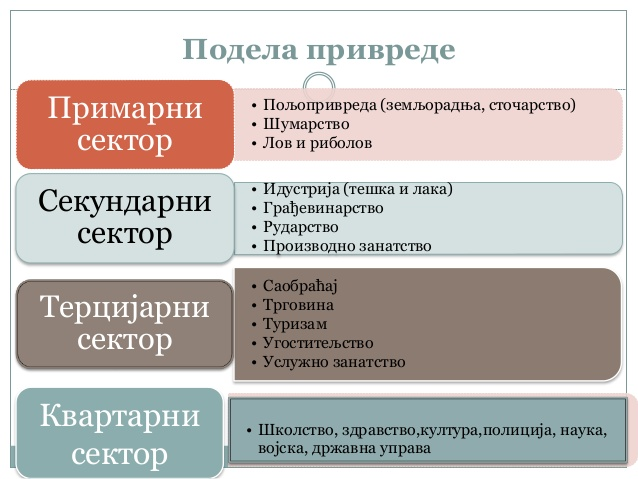 Подела привреде
Примарни
сектор
• Пољопривреда (земљорадња, сточарство)
• Шумарство
• Лов и риболов
Секундарни
сектор
• Идустрија (тешка и лака)
• Грађевинарство
• Рударство
• Производно занатство
Терцијарни
сектор
• Саобраћај
• Трговина
• Туризам
• Угоститељство
• Услужно занатство
Квартарни
сектор
• Школство, здравство,култура,полиција, наука,
војска, државна управа